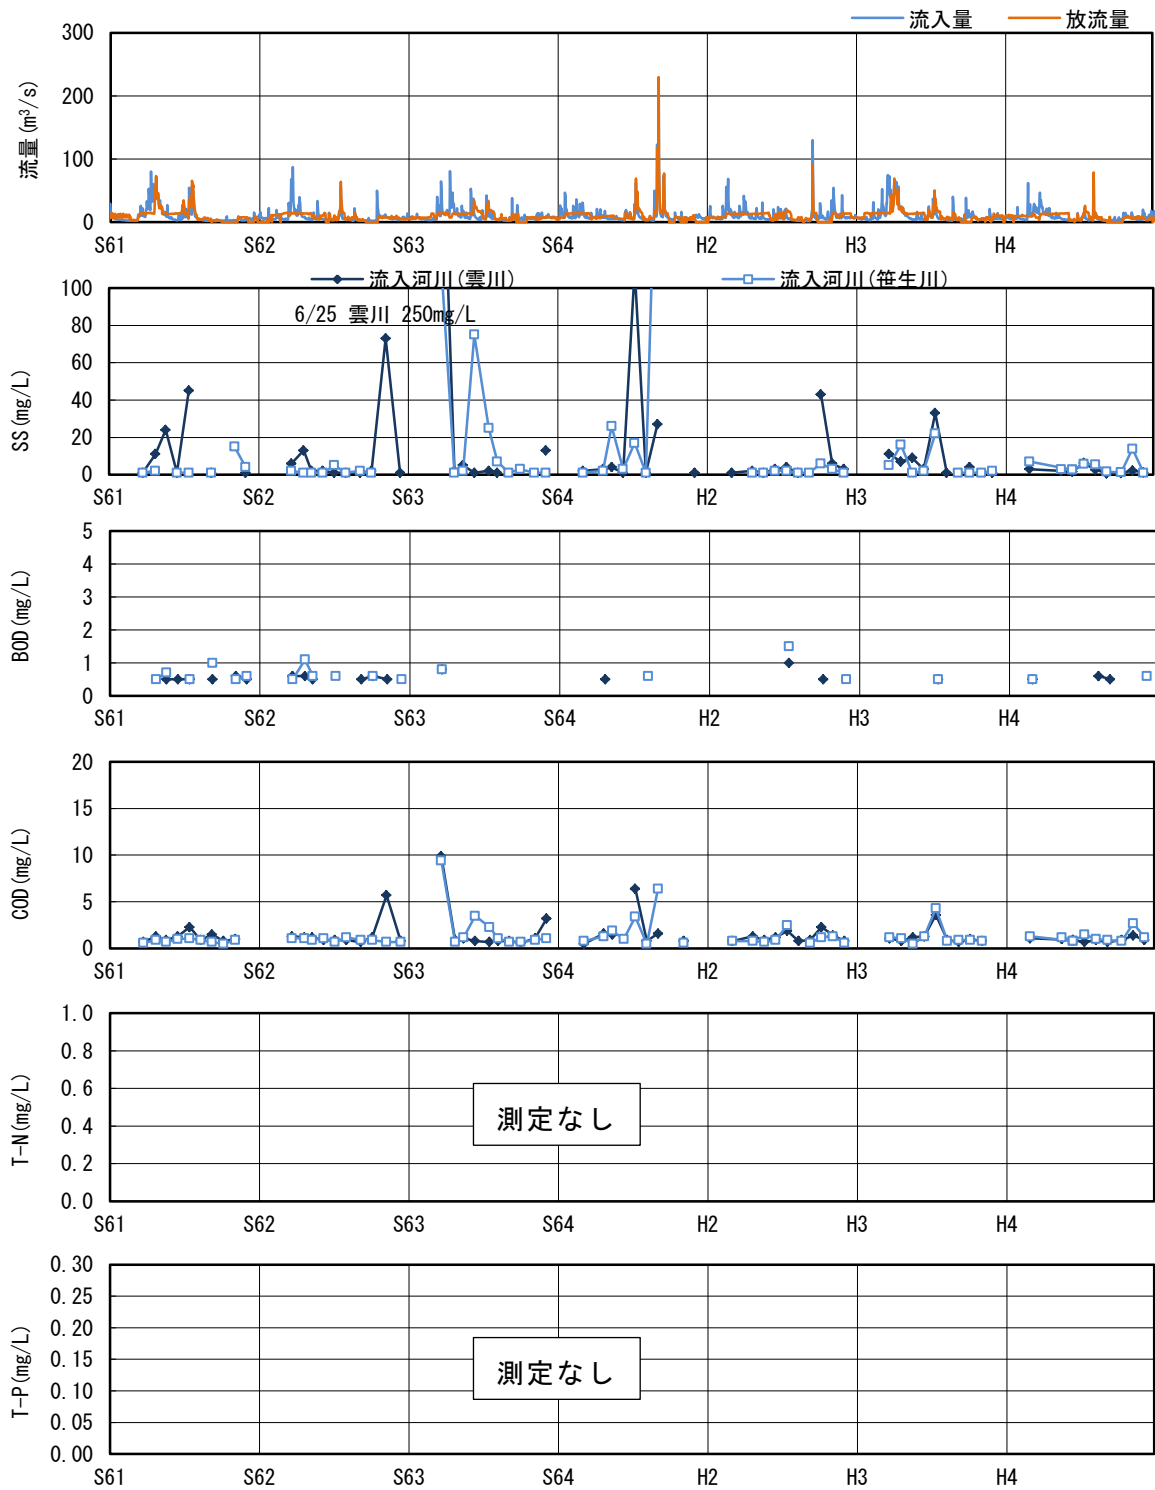 流入量 放流量
300
200
100
0
流量(m³/s)
S61 S62 S63 S64 H2 H3 H4
流入河川(雲川) 流入河川(笹生川)
6/25 雲川 250mg/L
100
80
60
40
20
0
SS(mg/L)
S61 S62 S63 S64 H2 H3 H4
5
4
3
2
1
0
BOD(mg/L)
S61 S62 S63 S64 H2 H3 H4
20
15
10
5
0
COD(mg/L)
S61 S62 S63 S64 H2 H3 H4
1.0
0.8
0.6
0.4
0.2
0.0
T-N(mg/L)
測定なし
S61 S62 S63 S64 H2 H3 H4
0.30
0.25
0.20
0.15
0.10
0.05
0.00
T-P(mg/L)
測定なし
S61 S62 S63 S64 H2 H3 H4